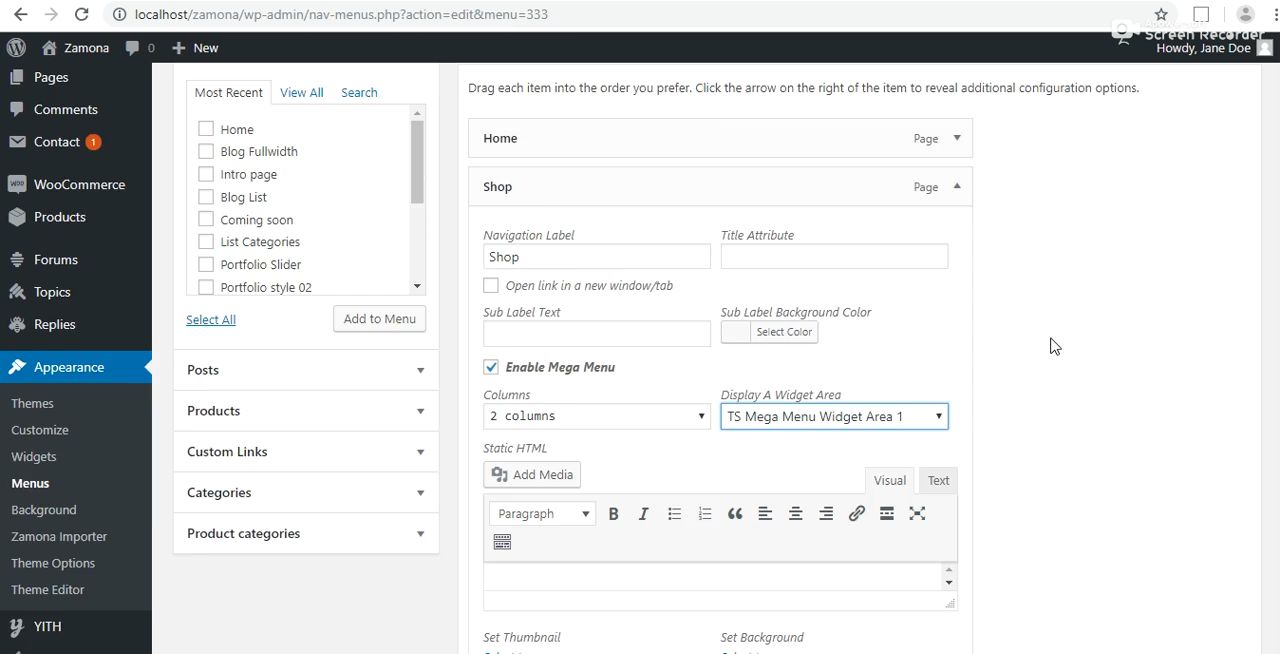 localhost/zamona/wp-admin/nav-menus.php?action=edit&menu=333
Screen Recorder
Zamona 0 New
Howdy, Jane Doe
Pages
Comments
Contact 1
WooCommerce
Products
Forums
Topics
Replies
Appearance
Themes
Customize
Widgets
Menus
Background
Zamona Importer
Theme Options
Theme Editor
YITH
Most Recent View All Search
Home
Blog Fullwidth
Intro page
Blog List
Coming soon
List Categories
Portfolio Slider
Portfolio style 02
Select All Add to Menu
Posts
Products
Custom Links
Categories
Product categories
Drag each item into the order you prefer. Click the arrow on the right of the item to reveal additional configuration options.
Home Page
Shop Page
Navigation Label Title Attribute
Shop
Open link in a new window/tab
Sub Label Text Sub Label Background Color
Select Color
Enable Mega Menu
Columns Display A Widget Area
2 columns TS Mega Menu Widget Area 1
Static HTML
Add Media Visual Text
Paragraph B I
Set Thumbnail Set Background